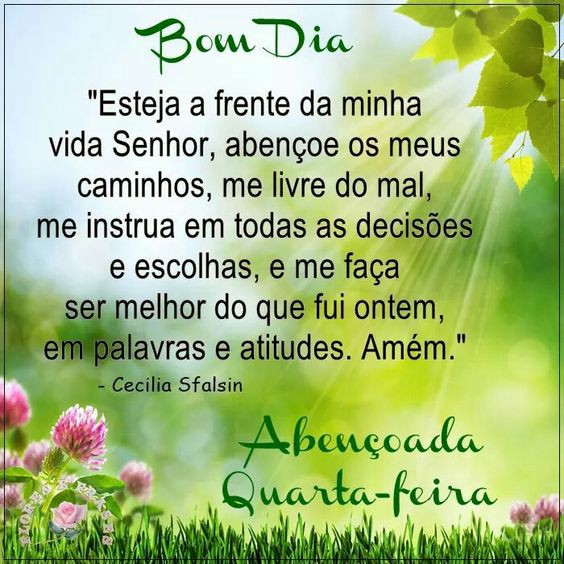 Bom Dia
"Esteja a frente da minha
vida Senhor, abençoe os meus
caminhos, me livre do mal,
me instrua em todas as decisões
e escolhas, e me faça
ser melhor do que fui ontem,
em palavras e atitudes. Amém."
- Cecilia Sfalsin
Abençoada
Quarta-feira